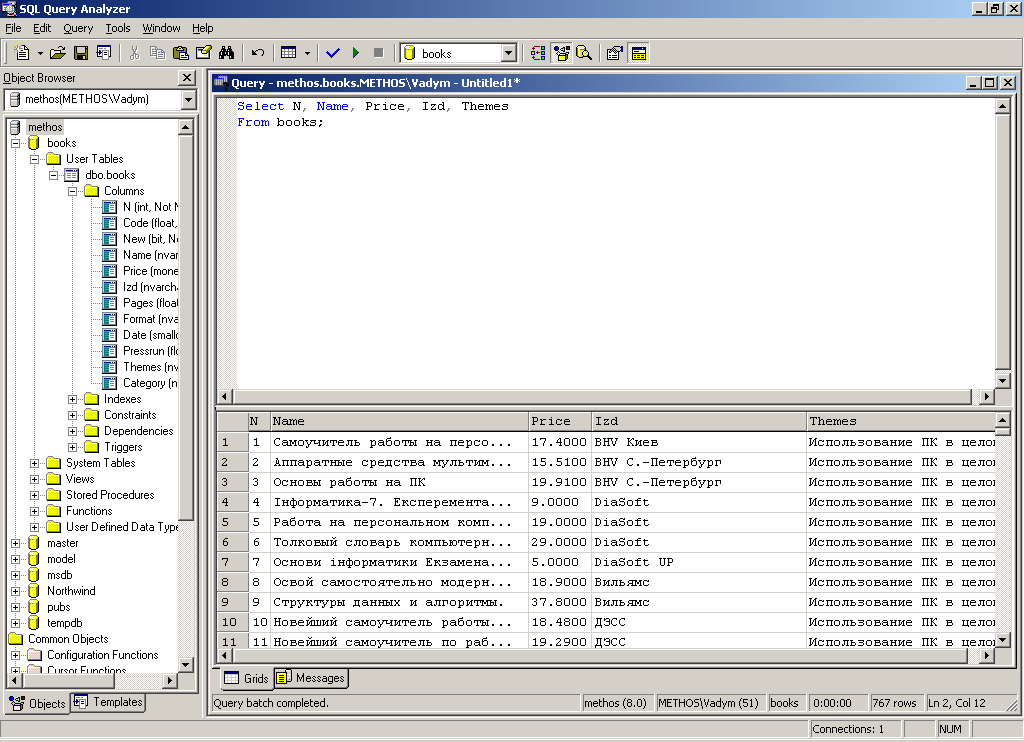 SQL Query Analyzer
File Edit Query Tools Window Help
books
Object Browser
methos(METHOS\Vadym)
methos
books
User Tables
dbo.books
Columns
N (int, Not N
Code (float,
New (bit, No
Name (nvar
Price (mone
Izd (nvarcha
Pages (float
Format (nva
Date (smalld
Pressrun (flo
Themes (nv
Category (n
Indexes
Constraints
Dependencies
Triggers
System Tables
Views
Stored Procedures
Functions
User Defined Data Type
master
model
msdb
Northwind
pubs
tempdb
Common Objects
Configuration Functions
Cursor Functions
Objects Templates
Query - methos.books.METHOS\Vadym - Untitled1*
Select N, Name, Price, Izd, Themes
From books;
N Name Price Izd Themes
1 1 Самоучитель работы на персо... 17.4000 BHV Киев Использование ПК в целом
2 2 Аппаратные средства мультим... 15.5100 BHV С.-Петербург Использование ПК в целом
3 3 Основы работы на ПК 19.9100 BHV С.-Петербург Использование ПК в целом
4 4 Інформатика-7. Експеремента... 9.0000 DiaSoft Использование ПК в целом
5 5 Работа на персональном комп... 19.0000 DiaSoft Использование ПК в целом
6 6 Толковый словарь компьютерн... 29.0000 DiaSoft Использование ПК в целом
7 7 Основи інформатики Екзамена... 5.0000 DiaSoft UP Использование ПК в целом
8 8 Освой самостоятельно модерн... 18.9000 Вильямс Использование ПК в целом
9 9 Структуры данных и алгоритмы. 37.8000 Вильямс Использование ПК в целом
10 10 Новейший самоучитель работы... 18.4800 ДЭСС Использование ПК в целом
11 11 Новейший самоучитель по раб... 19.2900 ДЭСС Использование ПК в целом
Grids Messages
Query batch completed. methos (8.0) METHOS\Vadym (51) books 0:00:00 767 rows Ln 2, Col 12
Connections: 1 NUM